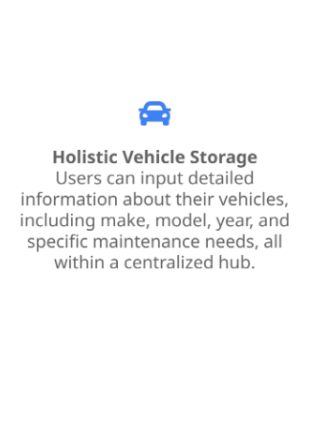 Holistic Vehicle Storage
Users can input detailed
information about their vehicles,
including make, model, year, and
specific maintenance needs, all
within a centralized hub.